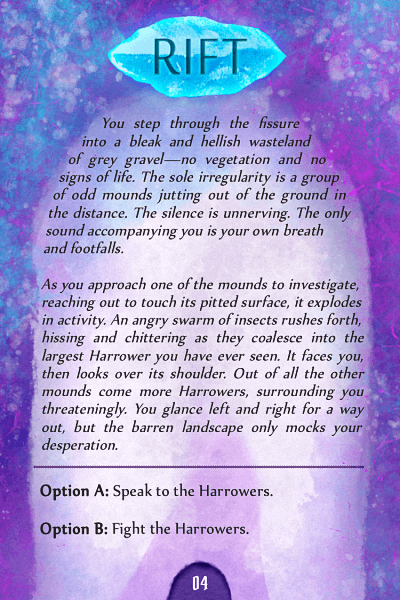 RIFT
You step through the fissure
into a bleak and hellish wasteland
of grey gravel—no vegetation and no
signs of life. The sole irregularity is a group
of odd mounds jutting out of the ground in
the distance. The silence is unnerving. The only
sound accompanying you is your own breath
and footfalls.
As you approach one of the mounds to investigate,
reaching out to touch its pitted surface, it explodes
in activity. An angry swarm of insects rushes forth,
hissing and chittering as they coalesce into the
largest Harrower you have ever seen. It faces you,
then looks over its shoulder. Out of all the other
mounds come more Harrowers, surrounding you
threateningly. You glance left and right for a way
out, but the barren landscape only mocks your
desperation.
Option A: Speak to the Harrowers.
Option B: Fight the Harrowers.
04